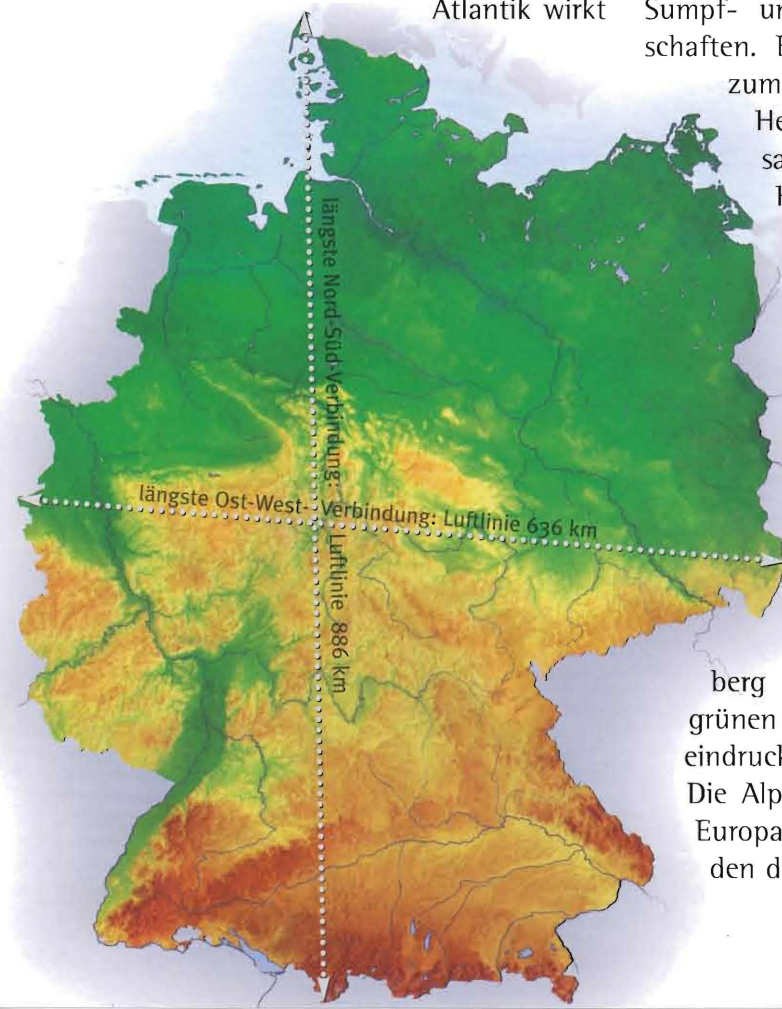 Atlantik wirkt
Sumpf- ur
schaften. E
zum
He
sa
längste Nord-Süd-Verbindung: Luftlinie 886 km
längste Ost-West-Verbindung: Luftlinie 636 km
berg
grünen
eindruck
Die Alp
Europa
den d